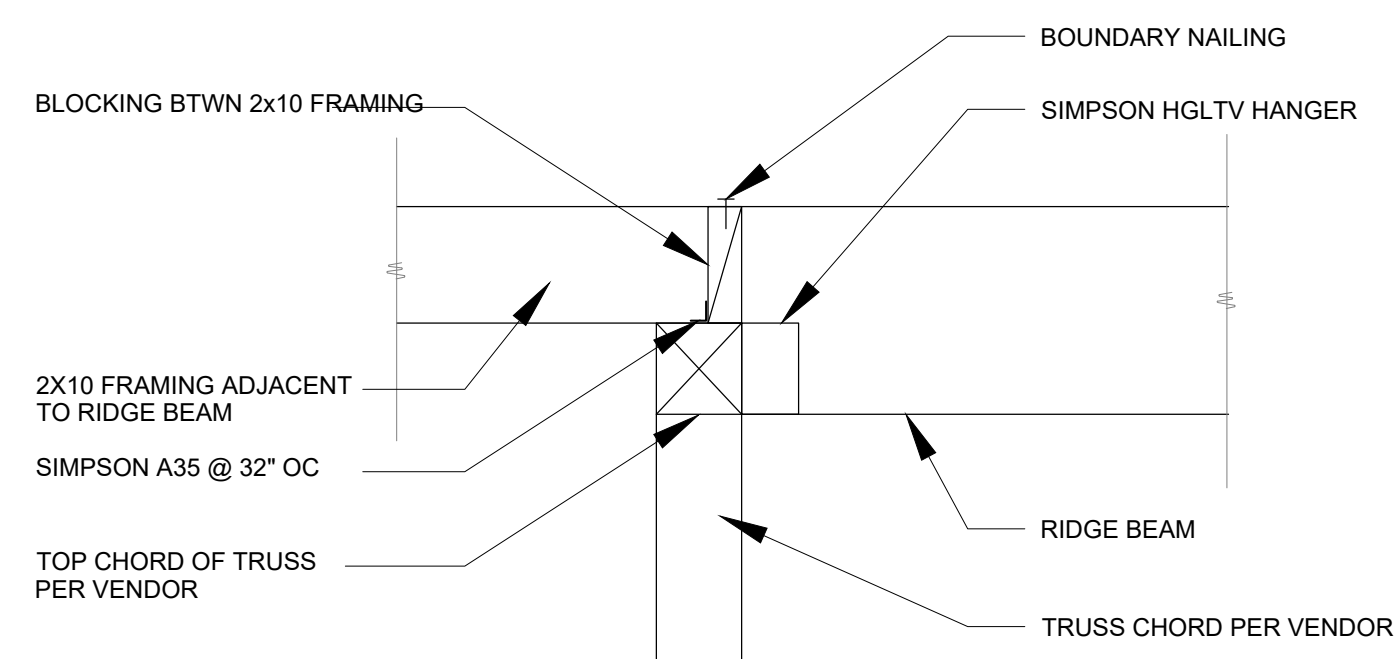 BOUNDARY NAILING
BLOCKING BTWN 2x10 FRAMING
SIMPSON HGLTV HANGER
2X10 FRAMING ADJACENT
TO RIDGE BEAM
SIMPSON A35 @ 32" OC
RIDGE BEAM
TOP CHORD OF TRUSS
PER VENDOR
TRUSS CHORD PER VENDOR